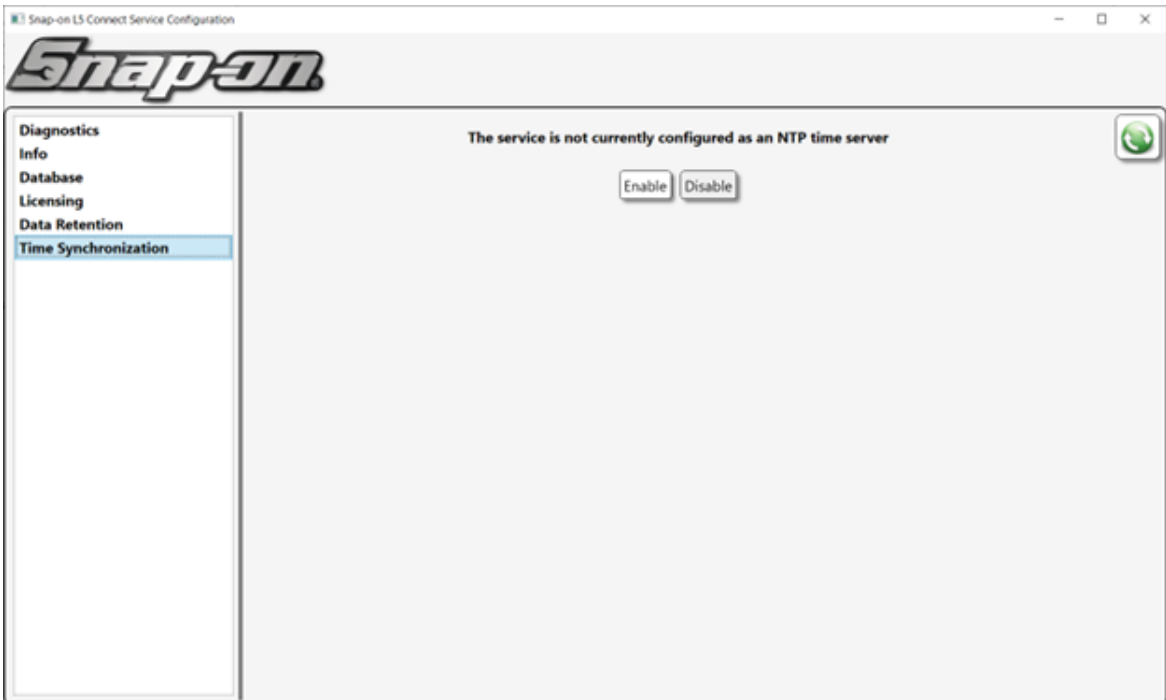 Snap-on L5 Connect Service Configuration
Snap-on
Diagnostics
Info
Database
Licensing
Data Retention
Time Synchronization
The service is not currently configured as an NTP time server
Enable
Disable